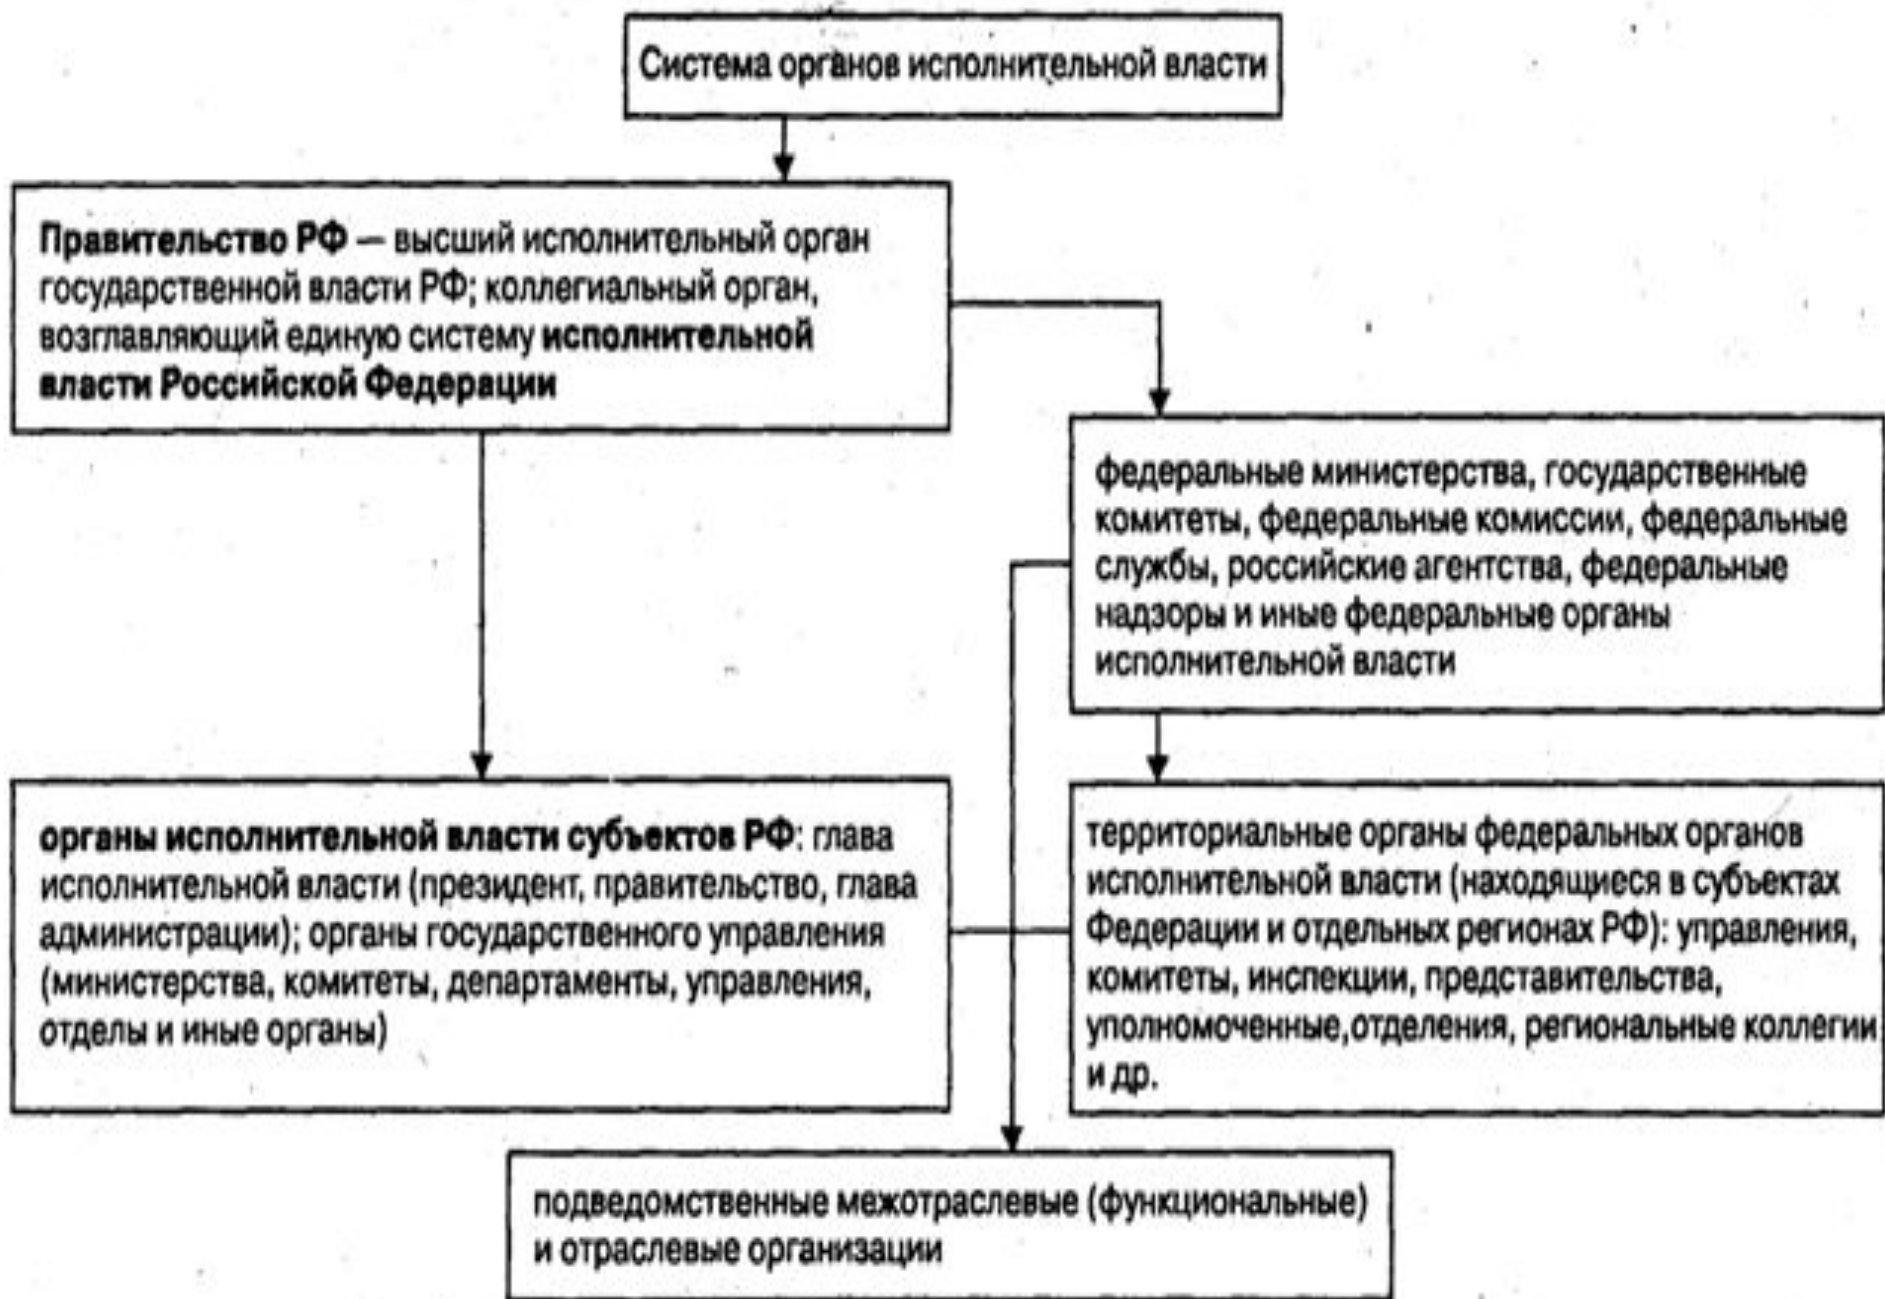 Система органов исполнительной власти
Правительство РФ — высший исполнительный орган
государственной власти РФ; коллегиальный орган,
возглавляющий единую систему исполнительной
власти Российской Федерации
федеральные министерства, государственные
комитеты, федеральные комиссии, федеральные
службы, российские агентства, федеральные
надзоры и иные федеральные органы
исполнительной власти
органы исполнительной власти субъектов РФ: глава
исполнительной власти (президент, правительство, глава
администрации); органы государственного управления
(министерства, комитеты, департаменты, управления,
отделы и иные органы)
территориальные органы федеральных органов
исполнительной власти (находящиеся в субъектах
Федерации и отдельных регионах РФ): управления,
комитеты, инспекции, представительства,
уполномоченные,отделения, региональные коллегии
и др.
подведомственные межотраслевые (функциональные)
и отраслевые организации